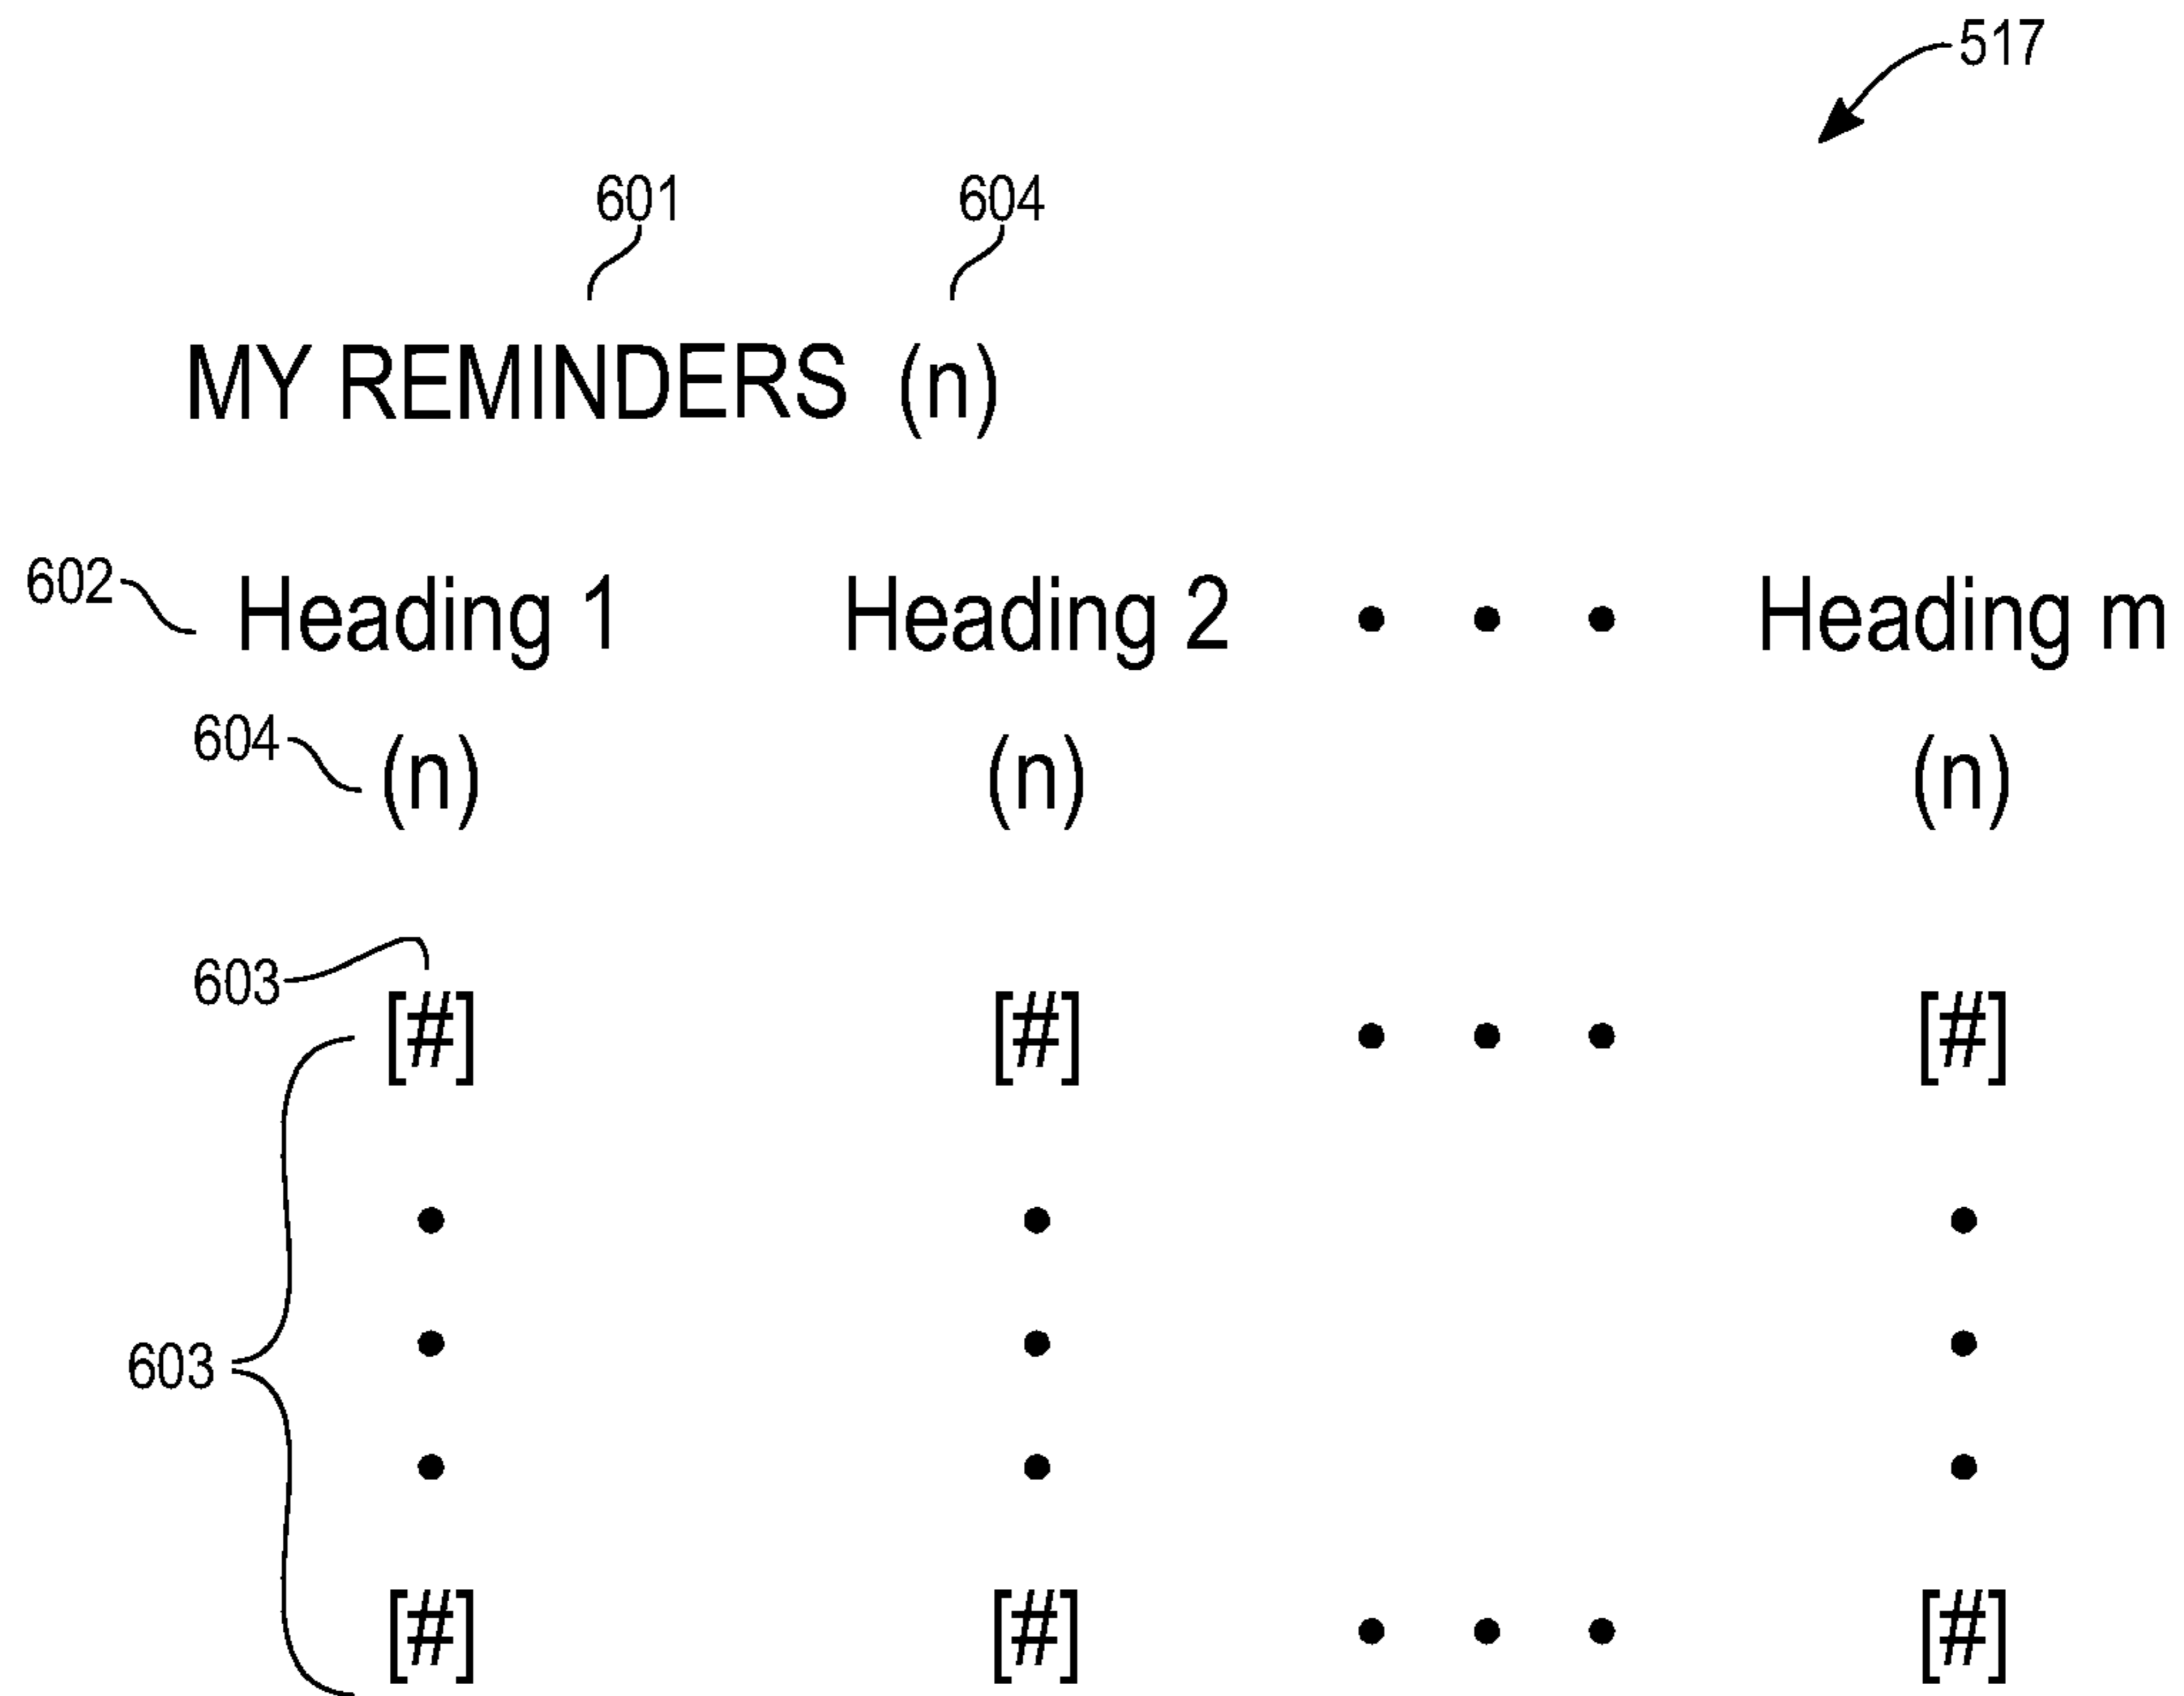 517
601 604
MY REMINDERS (n)
602 Heading 1 Heading 2 • • • Heading m
604 (n) (n) (n)
603
[#] [#] • • • [#]
• • •
• • •
603
• • •
[#] [#] • • • [#]